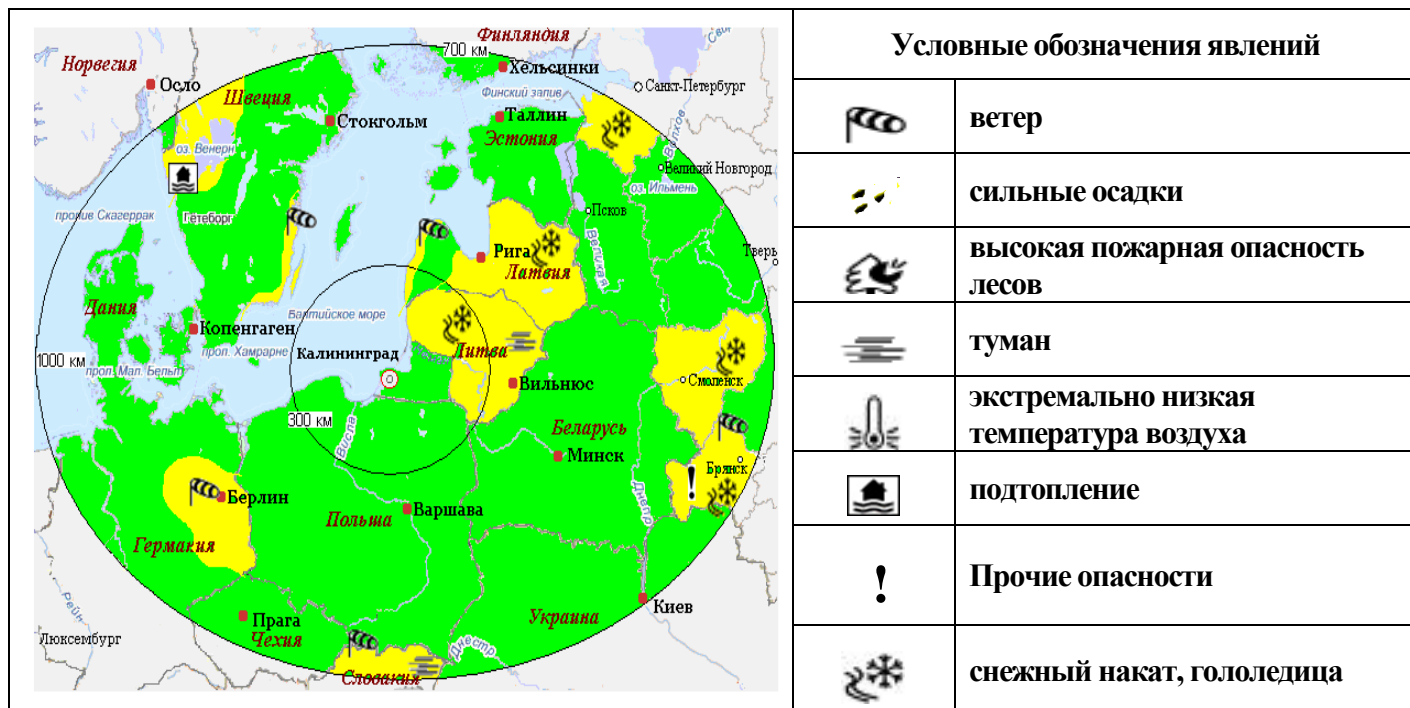 Финляндия
700 км
Норвегия
Хельсинки
Осло
Финский залив
Санкт-Петербург
Швеция
Стокгольм
Таллин
Эстония
Волхов
оз. Венерн
Великий Новгород
оз. Ильмень
пролив Скагеррак
Гетеборг
Псков
Великая
Рига
Тверь
Латвия
Дания
Балтийское море
Копенгаген
прол. Хамрарне
Калининград
Литва
1000 км
прол. Мал. Бельт
Смоленск
Вильнюс
300 км
Висла
Беларусь
Минск
Брянск
!
Берлин
Днепр
Польша
Варшава
Германия
Рейн
Киев
Прага
Украина
Люксембург
Чехия
Днестр
Словакия
Условные обозначения явлений
ветер
сильные осадки
высокая пожарная опасность
лесов
туман
экстремально низкая
температура воздуха
подтопление
!
Прочие опасности
снежный накат, гололедица